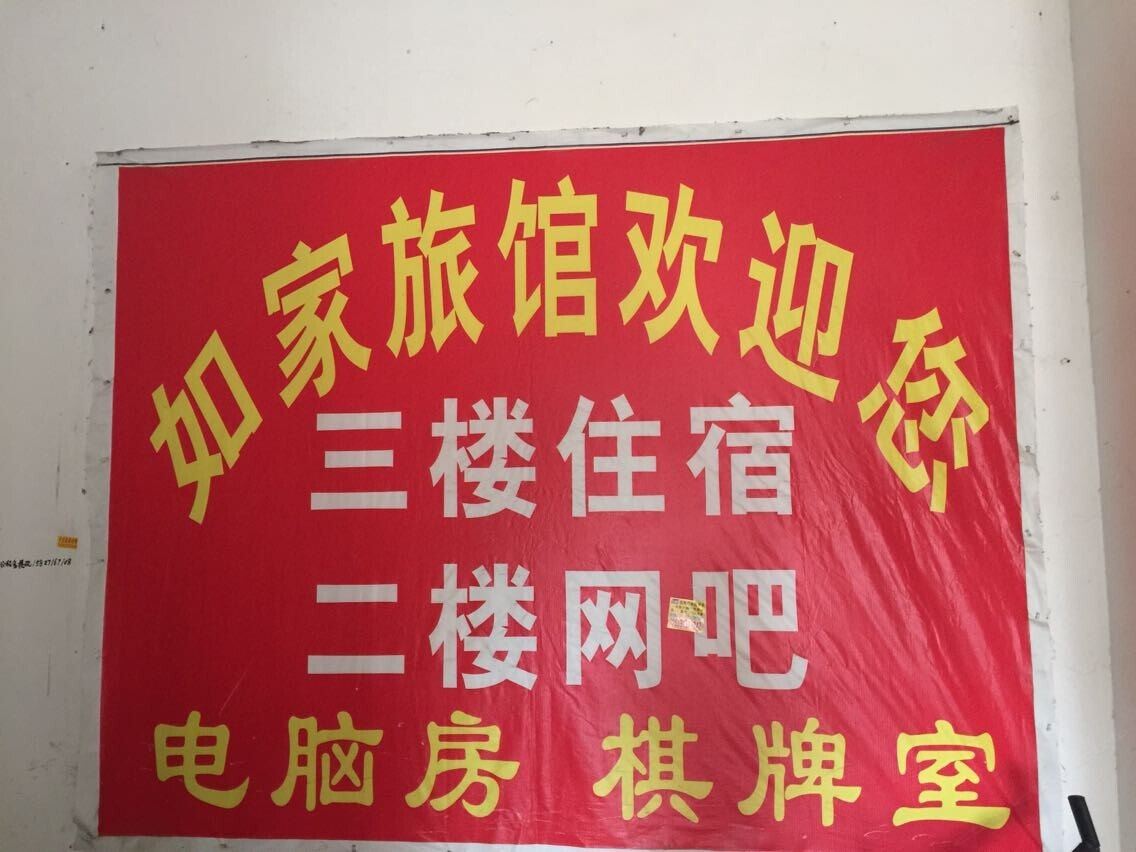 如家旅馆欢迎您
三楼住宿
二楼网吧
电脑房 棋牌室